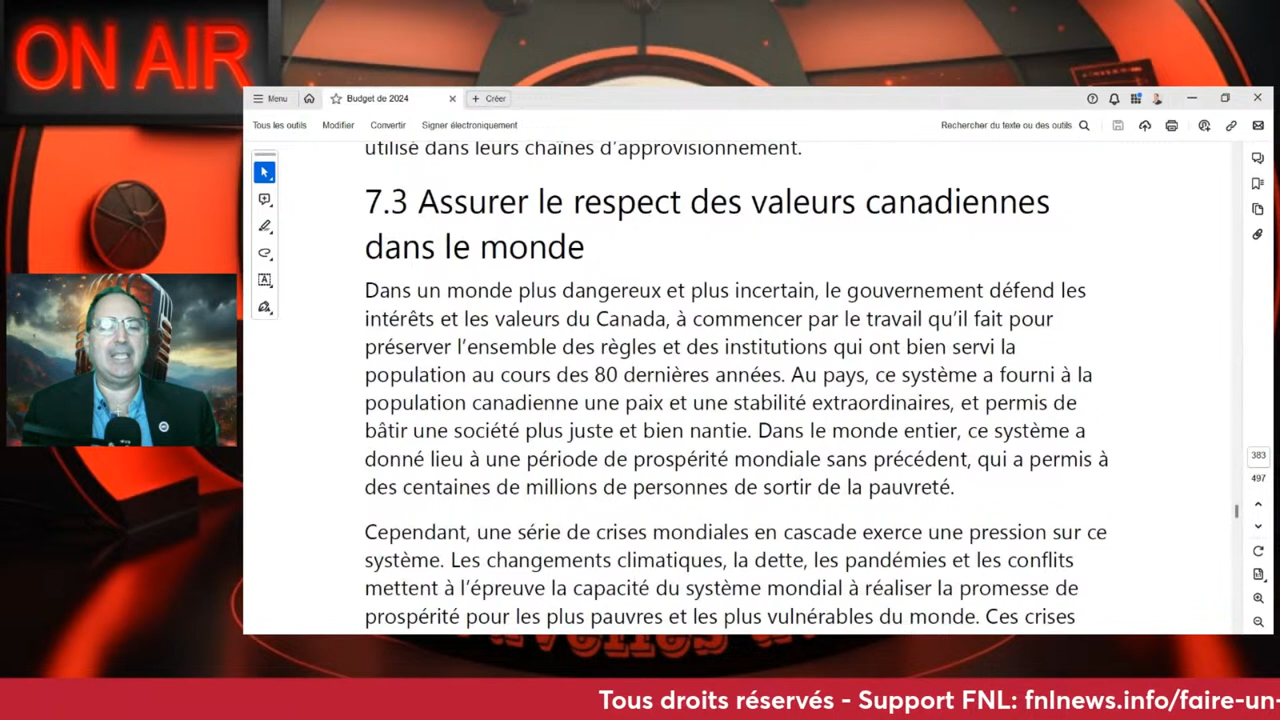 ON AIR
Menu
Budget de 2024
Créer
Tous les outils
Modifier
Convertir
Signer électroniquement
Rechercher du texte ou des outils
utilisé dans leurs chaînes d'approvisionnement.
7.3 Assurer le respect des valeurs canadiennes
dans le monde
Dans un monde plus dangereux et plus incertain, le gouvernement défend les
intérêts et les valeurs du Canada, à commencer par le travail qu'il fait pour
préserver l'ensemble des règles et des institutions qui ont bien servi la
population au cours des 80 dernières années. Au pays, ce système a fourni à la
population canadienne une paix et une stabilité extraordinaires, et permis de
bâtir une société plus juste et bien nantie. Dans le monde entier, ce système a
donné lieu à une période de prospérité mondiale sans précédent, qui a permis à
des centaines de millions de personnes de sortir de la pauvreté.
Cependant, une série de crises mondiales en cascade exerce une pression sur ce
système. Les changements climatiques, la dette, les pandémies et les conflits
mettent à l'épreuve la capacité du système mondial à réaliser la promesse de
prospérité pour les plus pauvres et les plus vulnérables du monde. Ces crises
383
497
Tous droits réservés - Support FNL: fnlnews.info/faire-un-